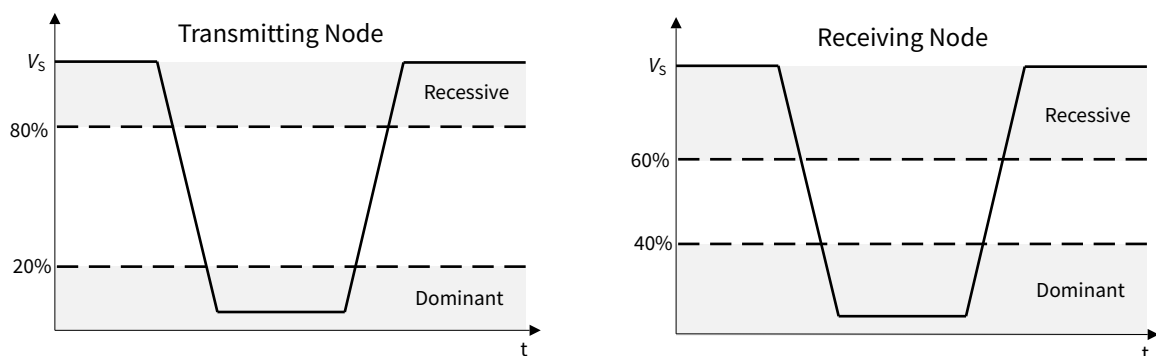 Transmitting Node
VS
Recessive
80%
20%
Dominant
t
Receiving Node
VS
Recessive
60%
40%
Dominant
t